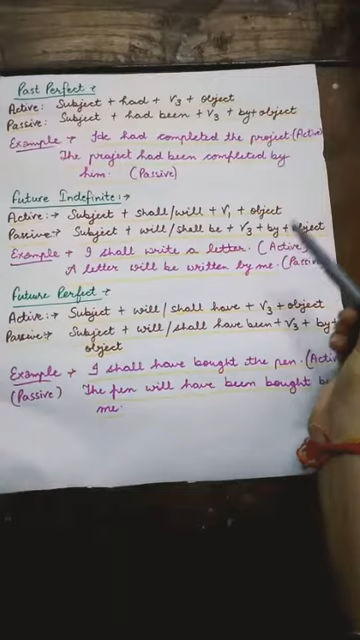 Past Perfect →
Active: Subject + had + V3 + object
Passive: Subject + had been + V3 + by + object
Example → He had completed the project (Active)
The project had been completed by
him. (Passive)
Future Indefinite :→
Active :→ Subject + shall/will + V1 + object
Passive → Subject + will/shall be + V3 + by + object
Example → I shall write a letter. (Active)
A letter will be written by me. (Passiv
Future Perfect →
Active :→ Subject + will/shall have + V3 + object
Passive :→ Subject + will/shall have been + V3 + by +
object
Example → I shall have bought the pen. (Activ
(Passive) The pen will have been bought b
me.